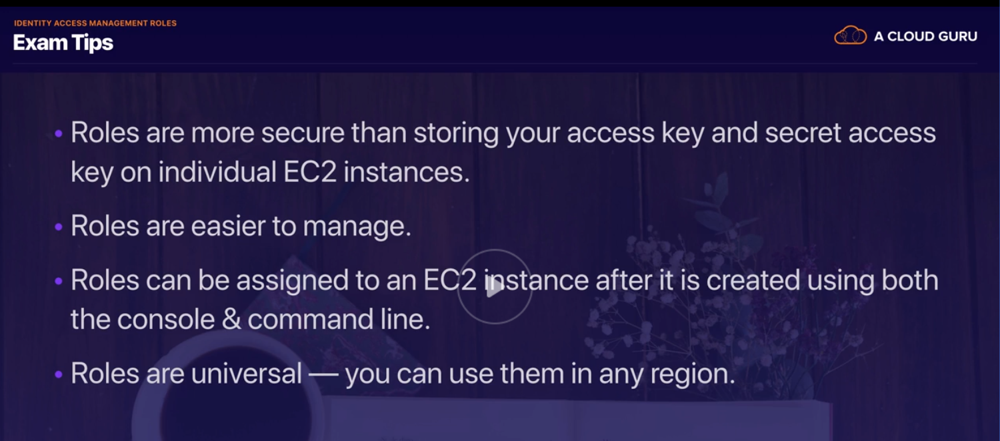 IDENTITY ACCESS MANAGEMENT ROLES
Exam Tips
A CLOUD GURU
• Roles are more secure than storing your access key and secret access
key on individual EC2 instances.
• Roles are easier to manage.
• Roles can be assigned to an EC2 instance after it is created using both
the console & command line.
• Roles are universal — you can use them in any region.